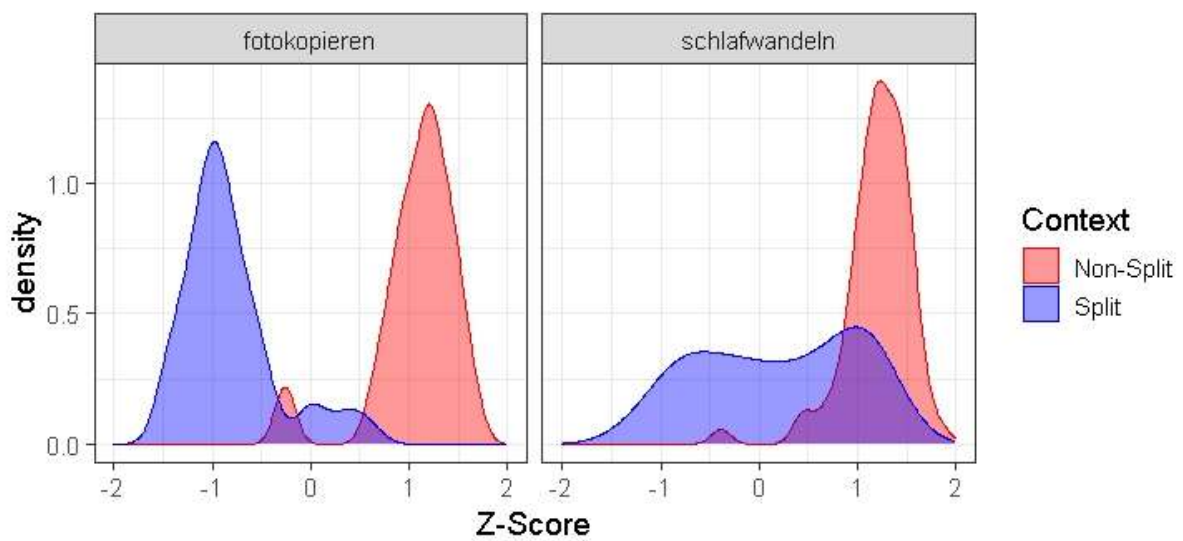 fotokopieren
schlafwandeln
density
1.0
0.5
0.0
-2 -1 0 1 2
-2 -1 0 1 2
Z-Score
Context
Non-Split
Split